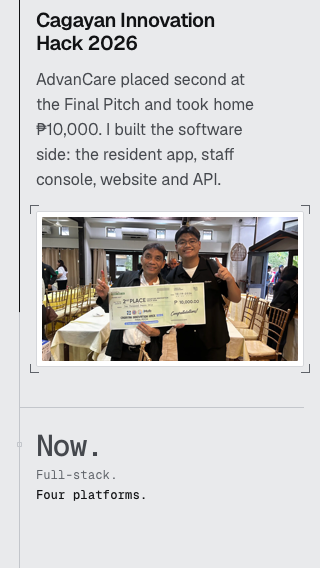 Cagayan Innovation
Hack 2026
AdvanCare placed second at
the Final Pitch and took home
₱10,000. I built the software
side: the resident app, staff
console, website and API.
2ND PLACE
₱ 10,000.00
Congratulations!
Now.
Full-stack.
Four platforms.